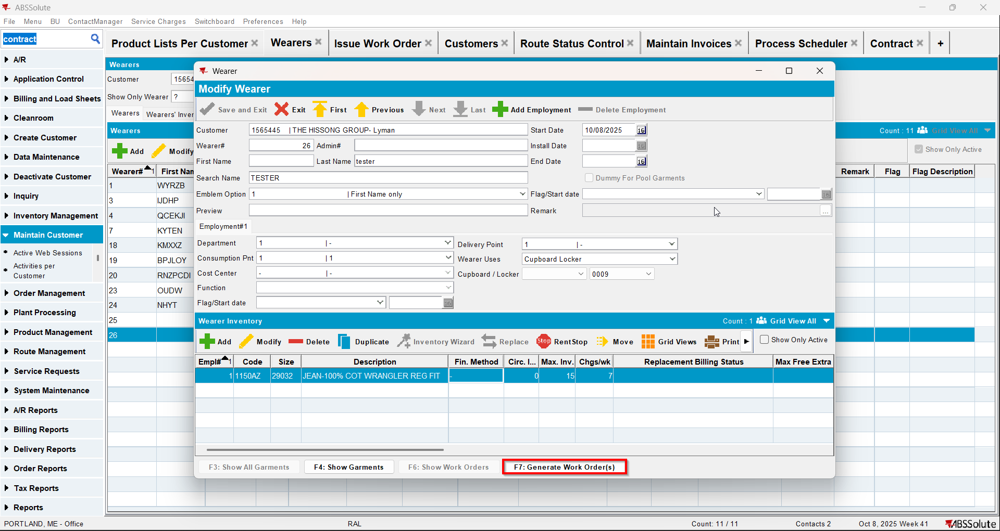 ABSSolute
File Menu BU ContactManager Service Charges Switchboard Preferences Help
contract
Product Lists Per Customer Wearers Issue Work Order Customers Route Status Control Maintain Invoices Process Scheduler Contract +
A/R
Application Control
Billing and Load Sheets
Cleanroom
Create Customer
Data Maintenance
Deactivate Customer
Inquiry
Inventory Management
Maintain Customer
Active Web Sessions
Activities per
Customer
Order Management
Plant Processing
Product Management
Route Management
Service Requests
System Maintenance
A/R Reports
Billing Reports
Delivery Reports
Order Reports
Tax Reports
Reports
Wearers
Customer 15654
Show Only Wearer ?
Wearers Wearers' Inver
Wearers
Count : 11 Grid View All
Add Modify
Show Only Active
Wearer# 1 First Nan
Remark Flag Flag Description
1 WYRZB
3 IJDHP
4 QCEKJI
7 KYTEN
18 KMXXZ
19 BPJLOY
20 RNZPCDI
23 OUDW
24 NHYT
25
26
Wearer
Modify Wearer
Save and Exit Exit First Previous Next Last Add Employment Delete Employment
Customer 1565445 | THE HISSONG GROUP- Lyman Start Date 10/08/2025 16
Wearer# 26 Admin# Install Date 16
First Name Last Name tester End Date 16
Search Name TESTER Dummy For Pool Garments
Emblem Option 1 | First Name only Flag/Start date 16
Preview Remark ...
Employment#1
Department 1 | - Delivery Point 1 | -
Consumption Pnt 1 | 1 Wearer Uses Cupboard Locker
Cost Center - | - Cupboard / Locker 0009
Function
Flag/Start date 16
Wearer Inventory Count : 1 Grid View All
Add Modify Delete Duplicate Inventory Wizard Replace Stop RentStop Move Grid Views Print Show Only Active
Empl# 1 Code Size Description Fin. Method Circ. I... Max. Inv. Chgs/wk Replacement Billing Status Max Free Extra
1 1150AZ 29032 JEAN-100% COT WRANGLER REG FIT - 0 15 7
F3: Show All Garments F4: Show Garments F6: Show Work Orders F7: Generate Work Order(s)
PORTLAND, ME - Office RAL Count: 11 / 11 Contacts 2 Oct 8, 2025 Week 41 ABSSolute